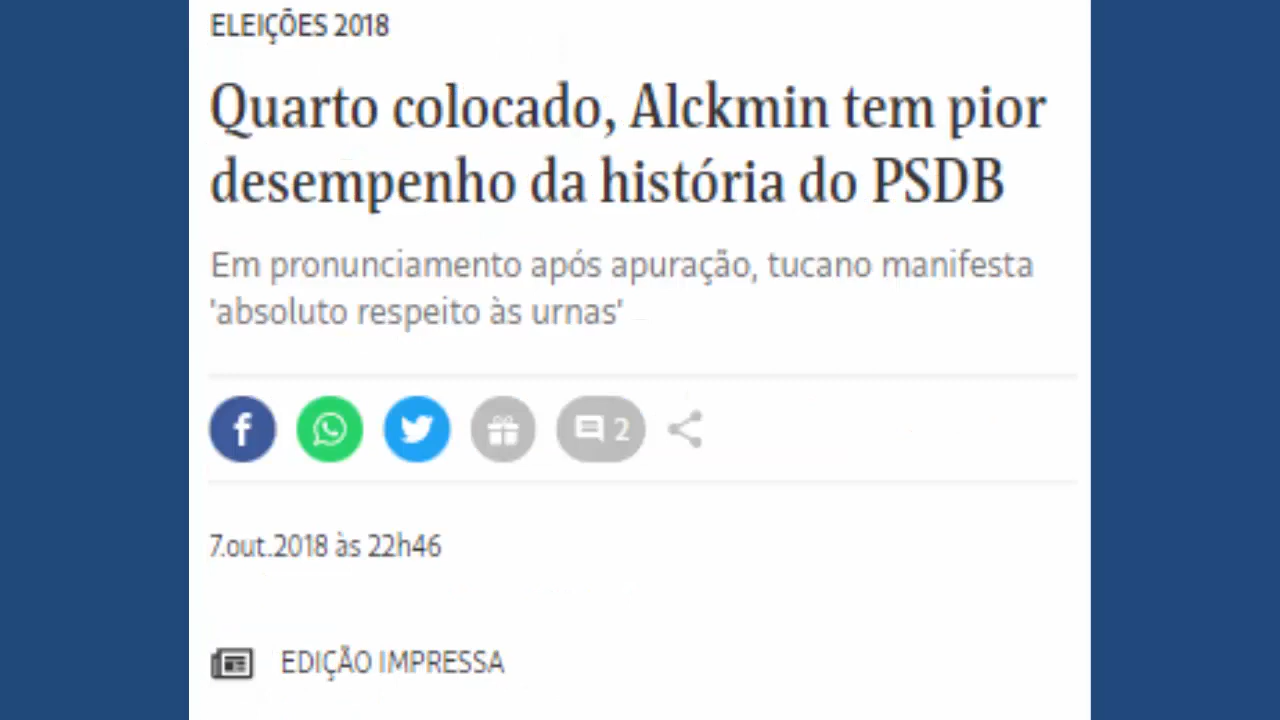 ELEIÇÕES 2018
Quarto colocado, Alckmin tem pior
desempenho da história do PSDB
Em pronunciamento após apuração, tucano manifesta
'absoluto respeito às urnas'
f 2
7.out.2018 às 22h46
EDIÇÃO IMPRESSA